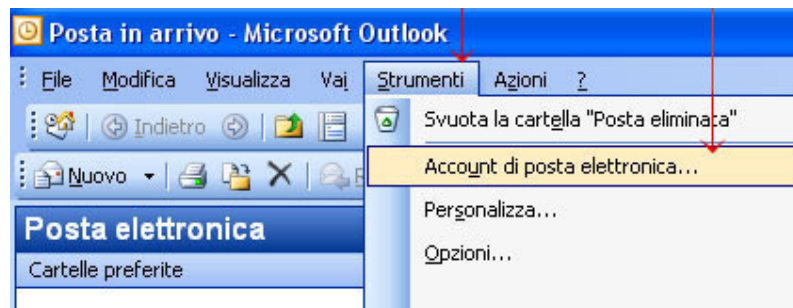 Posta in arrivo - Microsoft Outlook
File Modifica Visualizza Vai Strumenti Azioni ?
Indietro
Svuota la cartella "Posta eliminata"
Nuovo
Account di posta elettronica...
Personalizza...
Posta elettronica
Opzioni...
Cartelle preferite